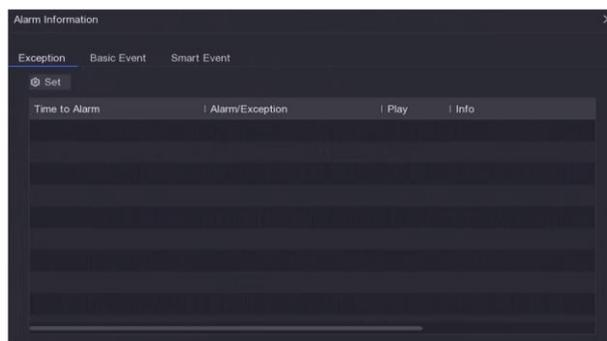 Alarm Information
Exception Basic Event Smart Event
Set
Time to Alarm Alarm/Exception Play Info